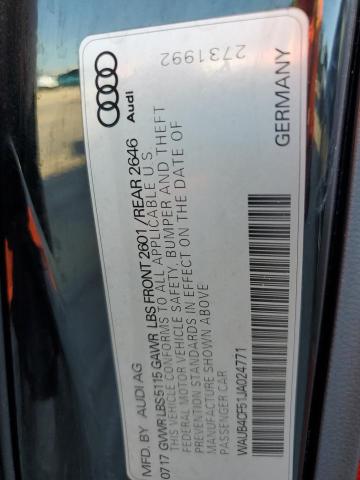 Audi
2731992
MFD. BY AUDI AG
GERMANY
07.17 GVWR LBS 5115 GAWR LBS FRONT 2601 / REAR 2646
THIS VEHICLE CONFORMS TO ALL APPLICABLE U.S.
FEDERAL MOTOR VEHICLE SAFETY, BUMPER AND THEFT
PREVENTION STANDARDS IN EFFECT ON THE DATE OF
MANUFACTURE SHOWN ABOVE
PASSENGER CAR
WAUB4CF51JA024771